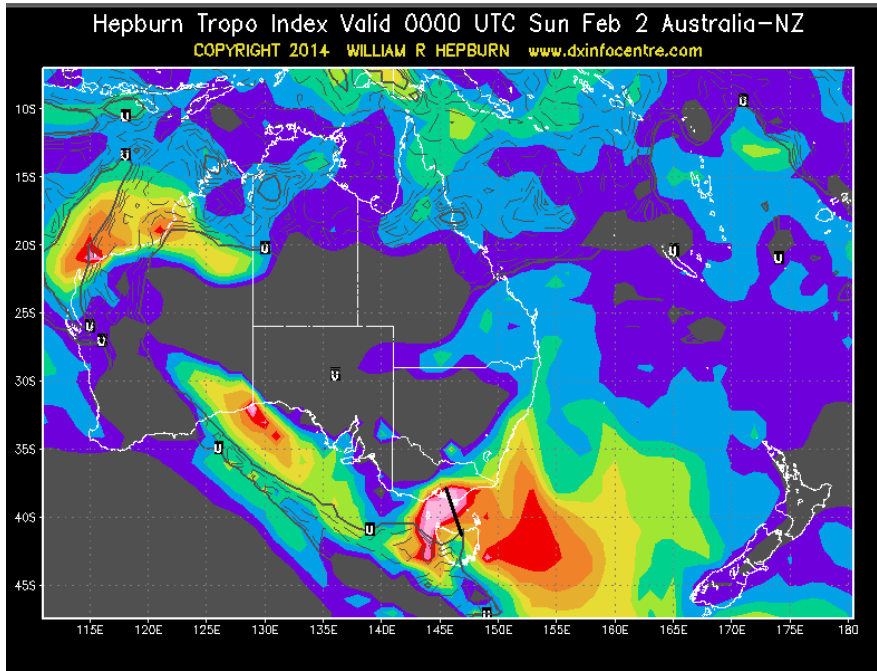 Hepburn Tropo Index Valid 0000 UTC Sun Feb 2 Australia-NZ
COPYRIGHT 2014 WILLIAM R HEPBURN www.dxinfocentre.com
U
10S
U
U
15S
20S
U
U
U
25S
U
U
30S
U
35S
U
40S
U
45S
U
115E 120E 125E 130E 135E 140E 145E 150E 155E 160E 165E 170E 175E 180